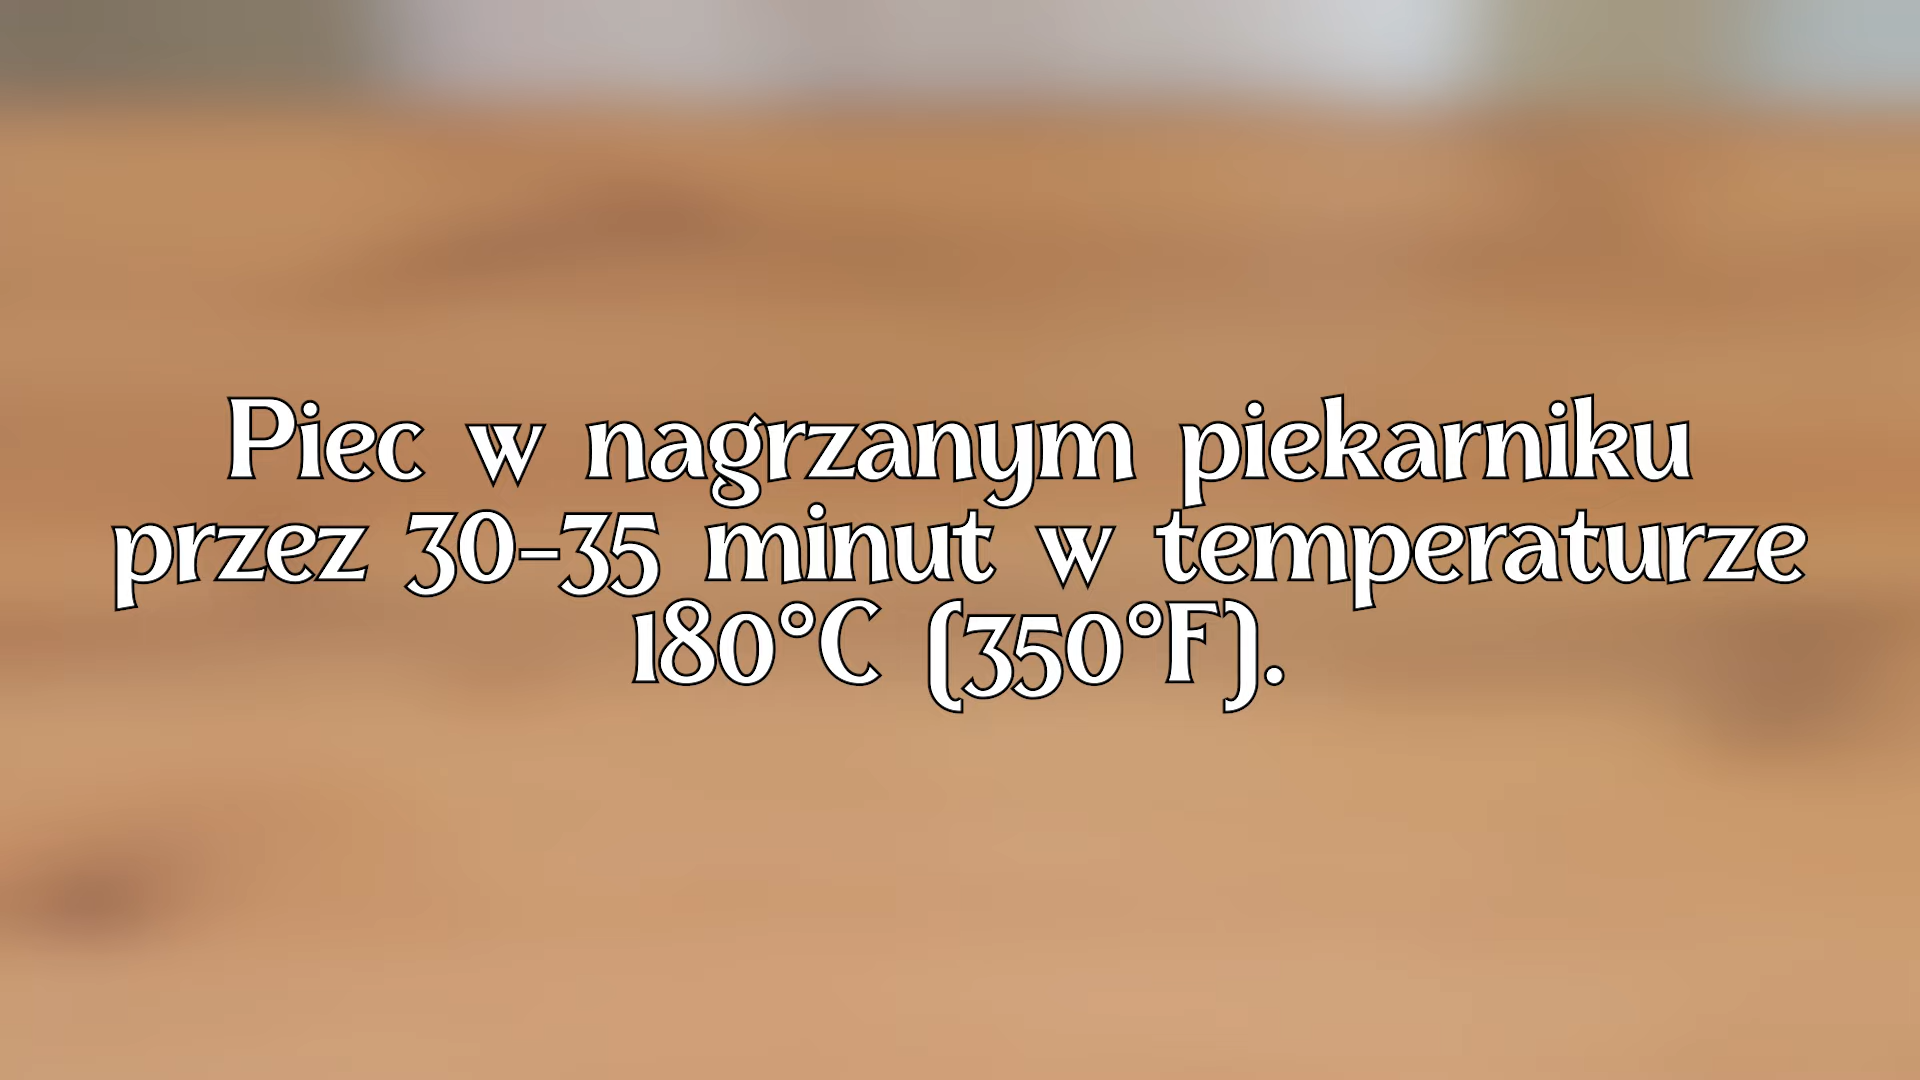 Piec w nagrzanym piekarniku
przez 30-35 minut w temperaturze
180°C (350°F).